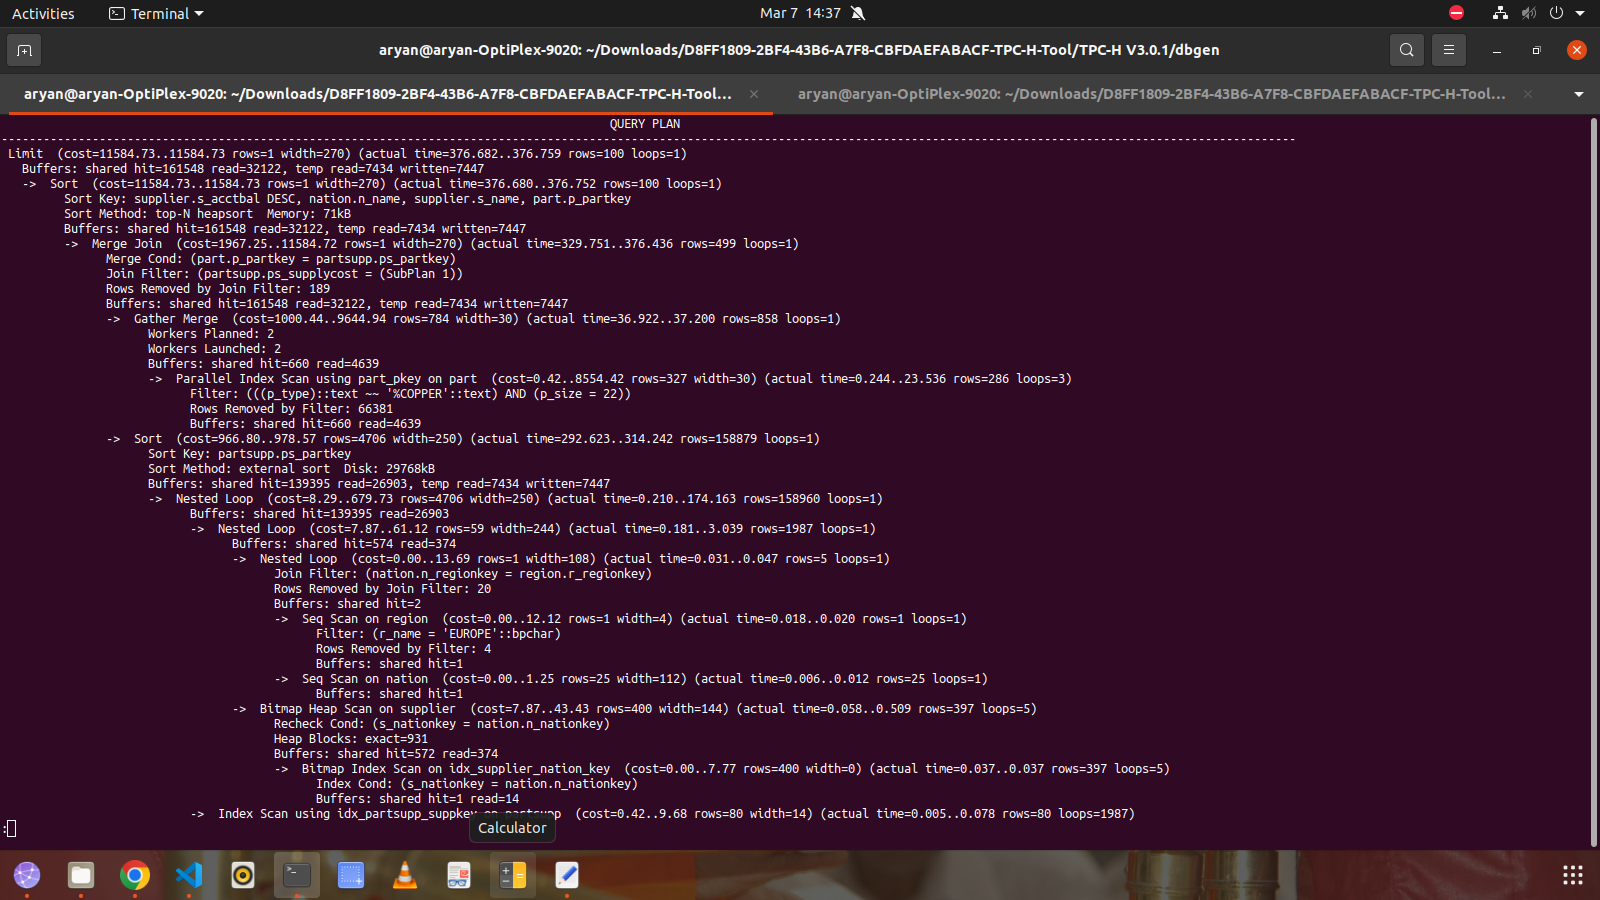 Activities
Terminal
Mar 7 14:37
aryan@aryan-OptiPlex-9020: ~/Downloads/D8FF1809-2BF4-43B6-A7F8-CBFDAEFABACF-TPC-H-Tool/TPC-H V3.0.1/dbgen
aryan@aryan-OptiPlex-9020: ~/Downloads/D8FF1809-2BF4-43B6-A7F8-CBFDAEFABACF-TPC-H-Tool...
aryan@aryan-OptiPlex-9020: ~/Downloads/D8FF1809-2BF4-43B6-A7F8-CBFDAEFABACF-TPC-H-Tool...
QUERY PLAN
--------------------------------------------------------------------------------
Limit (cost=11584.73..11584.73 rows=1 width=270) (actual time=376.682..376.759 rows=100 loops=1)
Buffers: shared hit=161548 read=32122, temp read=7434 written=7447
-> Sort (cost=11584.73..11584.73 rows=1 width=270) (actual time=376.680..376.752 rows=100 loops=1)
Sort Key: supplier.s_acctbal DESC, nation.n_name, supplier.s_name, part.p_partkey
Sort Method: top-N heapsort Memory: 71kB
Buffers: shared hit=161548 read=32122, temp read=7434 written=7447
-> Merge Join (cost=1967.25..11584.72 rows=1 width=270) (actual time=329.751..376.436 rows=499 loops=1)
Merge Cond: (part.p_partkey = partsupp.ps_partkey)
Join Filter: (partsupp.ps_supplycost = (SubPlan 1))
Rows Removed by Join Filter: 189
Buffers: shared hit=161548 read=32122, temp read=7434 written=7447
-> Gather Merge (cost=1000.44..9644.94 rows=784 width=30) (actual time=36.922..37.200 rows=858 loops=1)
Workers Planned: 2
Workers Launched: 2
Buffers: shared hit=660 read=4639
-> Parallel Index Scan using part_pkey on part (cost=0.42..8554.42 rows=327 width=30) (actual time=0.244..23.536 rows=286 loops=3)
Filter: (((p_type)::text ~~ '%COPPER'::text) AND (p_size = 22))
Rows Removed by Filter: 66381
Buffers: shared hit=660 read=4639
-> Sort (cost=966.80..978.57 rows=4706 width=250) (actual time=292.623..314.242 rows=158879 loops=1)
Sort Key: partsupp.ps_partkey
Sort Method: external sort Disk: 29768kB
Buffers: shared hit=139395 read=26903, temp read=7434 written=7447
-> Nested Loop (cost=8.29..679.73 rows=4706 width=250) (actual time=0.210..174.163 rows=158960 loops=1)
Buffers: shared hit=139395 read=26903
-> Nested Loop (cost=7.87..61.12 rows=59 width=244) (actual time=0.181..3.039 rows=1987 loops=1)
Buffers: shared hit=574 read=374
-> Nested Loop (cost=0.00..13.69 rows=1 width=108) (actual time=0.031..0.047 rows=5 loops=1)
Join Filter: (nation.n_regionkey = region.r_regionkey)
Rows Removed by Join Filter: 20
Buffers: shared hit=2
-> Seq Scan on region (cost=0.00..12.12 rows=1 width=4) (actual time=0.018..0.020 rows=1 loops=1)
Filter: (r_name = 'EUROPE'::bpchar)
Rows Removed by Filter: 4
Buffers: shared hit=1
-> Seq Scan on nation (cost=0.00..1.25 rows=25 width=112) (actual time=0.006..0.012 rows=25 loops=1)
Buffers: shared hit=1
-> Bitmap Heap Scan on supplier (cost=7.87..43.43 rows=400 width=144) (actual time=0.058..0.509 rows=397 loops=5)
Recheck Cond: (s_nationkey = nation.n_nationkey)
Heap Blocks: exact=931
Buffers: shared hit=572 read=374
-> Bitmap Index Scan on idx_supplier_nation_key (cost=0.00..7.77 rows=400 width=0) (actual time=0.037..0.037 rows=397 loops=5)
Index Cond: (s_nationkey = nation.n_nationkey)
Buffers: shared hit=1 read=14
-> Index Scan using idx_partsupp_suppkey on partsupp (cost=0.42..9.68 rows=80 width=14) (actual time=0.005..0.078 rows=80 loops=1987)
:
Calculator